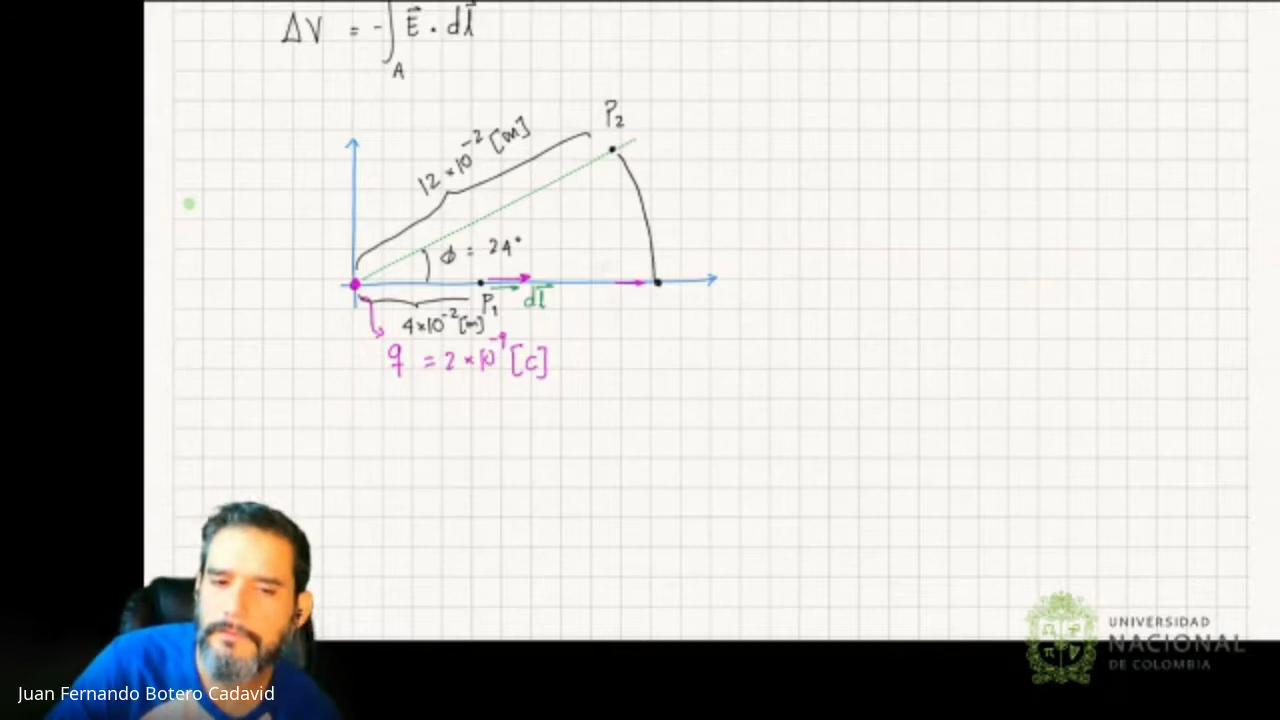 ΔV = -∫ E⃗ · dl⃗
A
P₂
12 × 10⁻² [m]
ϕ = 24°
P₁
dl⃗
4×10⁻² [m]
q = 2 × 10⁻⁹ [C]
UNIVERSIDAD
NACIONAL
DE COLOMBIA
Juan Fernando Botero Cadavid